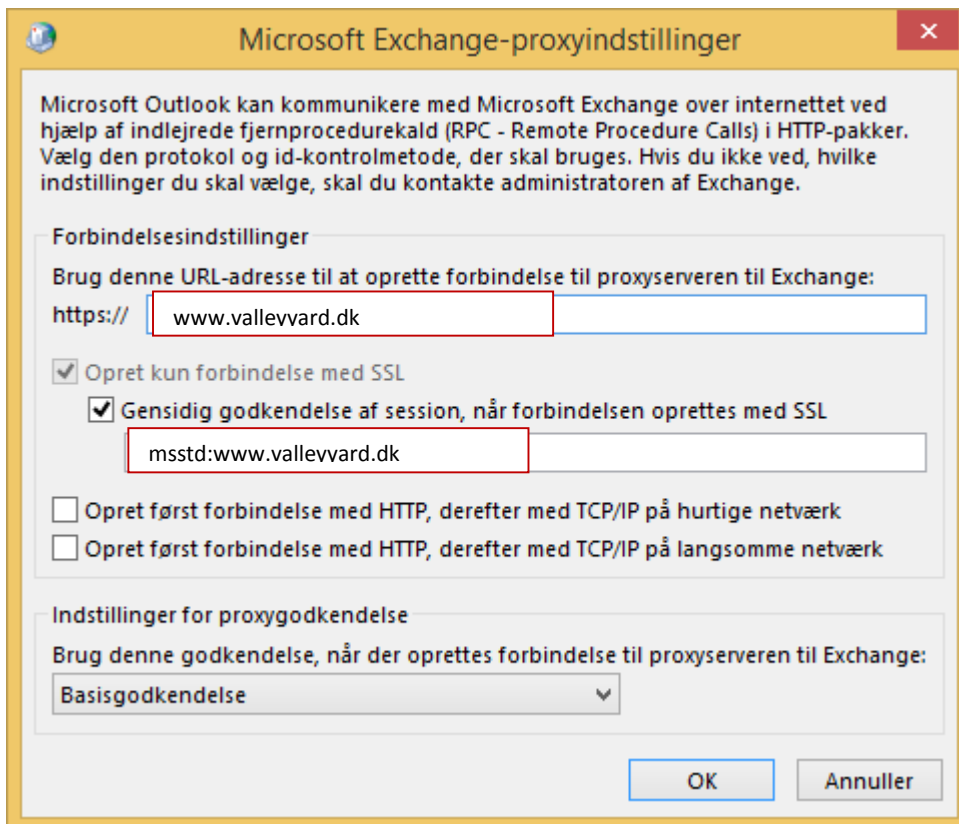 Microsoft Exchange-proxyindstillinger
Microsoft Outlook kan kommunikere med Microsoft Exchange over internettet ved
hjælp af indlejrede fjernprocedurekald (RPC - Remote Procedure Calls) i HTTP-pakker.
Vælg den protokol og id-kontrolmetode, der skal bruges. Hvis du ikke ved, hvilke
indstillinger du skal vælge, skal du kontakte administratoren af Exchange.
Forbindelsesindstillinger
Brug denne URL-adresse til at oprette forbindelse til proxyserveren til Exchange:
https:// www.valleyyard.dk
Opret kun forbindelse med SSL
Gensidig godkendelse af session, når forbindelsen oprettes med SSL
msstd:www.valleyyard.dk
Opret først forbindelse med HTTP, derefter med TCP/IP på hurtige netværk
Opret først forbindelse med HTTP, derefter med TCP/IP på langsomme netværk
Indstillinger for proxygodkendelse
Brug denne godkendelse, når der oprettes forbindelse til proxyserveren til Exchange:
Basisgodkendelse
OK Annuller